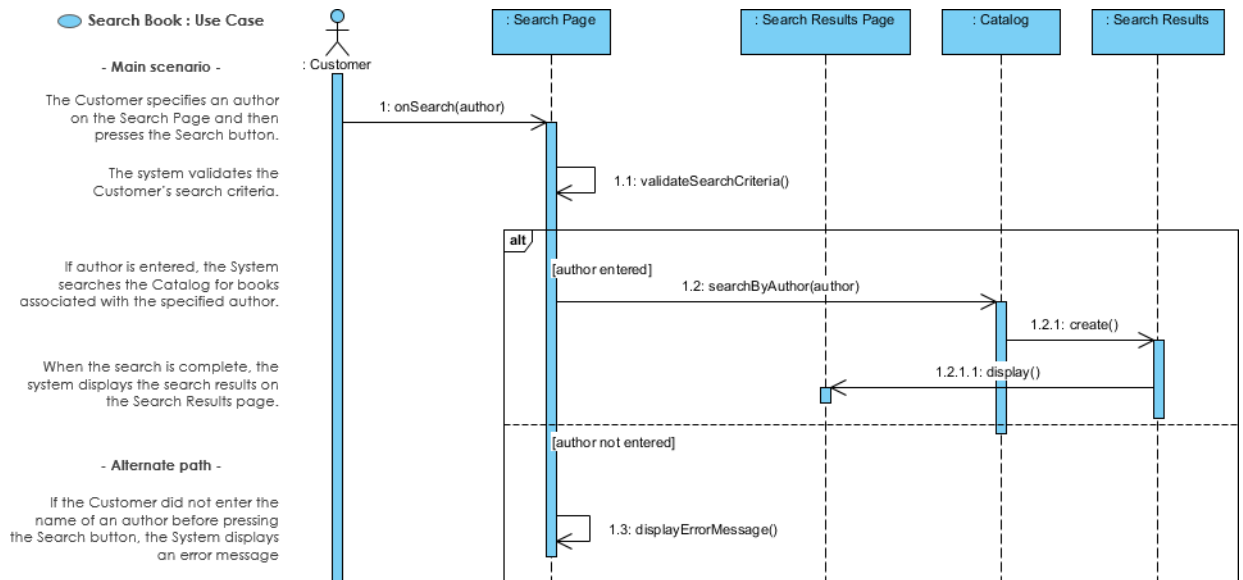 Search Book : Use Case
- Main scenario -
The Customer specifies an author
on the Search Page and then
presses the Search button.
The system validates the
Customer's search criteria.
If author is entered, the System
searches the Catalog for books
associated with the specified author.
When the search is complete, the
system displays the search results on
the Search Results page.
- Alternate path -
If the Customer did not enter the
name of an author before pressing
the Search button, the System displays
an error message
: Customer
: Search Page
: Search Results Page
: Catalog
: Search Results
1: onSearch(author)
1.1: validateSearchCriteria()
alt
[author entered]
1.2: searchByAuthor(author)
1.2.1: create()
1.2.1.1: display()
[author not entered]
1.3: displayErrorMessage()